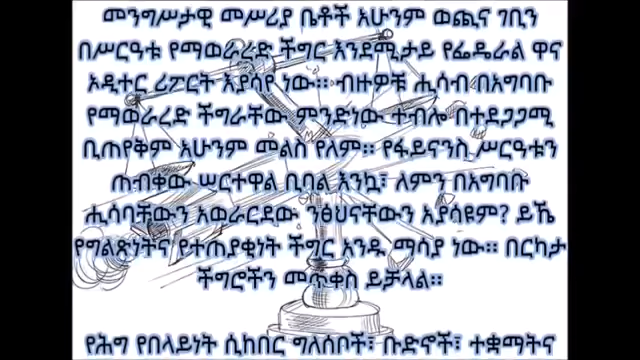 መንግሥታዊ መሥሪያ ቤቶች አሁንም ወጪና ገቢን
በሥርዓቱ የማወራረድ ችግር እንደሚታይ የፌዴራል ዋና
ኦዲተር ሪፖርት እያሳየ ነው፡፡ ብዙዎቹ ሒሳብ በአግባቡ
የማወራረድ ችግራቸው ምንድነው ተብሎ በተደጋጋሚ
ቢጠየቅም አሁንም መልስ የለም፡፡ የፋይናንስ ሥርዓቱን
ጠብቀው ሠርተዋል ቢባል እንኳ፣ ለምን በአግባቡ
ሒሳባቸውን አወራርደው ንፅህናቸውን አያሳዩም? ይኼ
የግልጽነትና የተጠያቂነት ችግር አንዱ ማሳያ ነው፡፡ በርካታ
ችግሮችን መጥቀስ ይቻላል፡፡
የሕግ የበላይነት ሲከበር ግለሰቦች፣ ቡድኖች፣ ተቋማትና